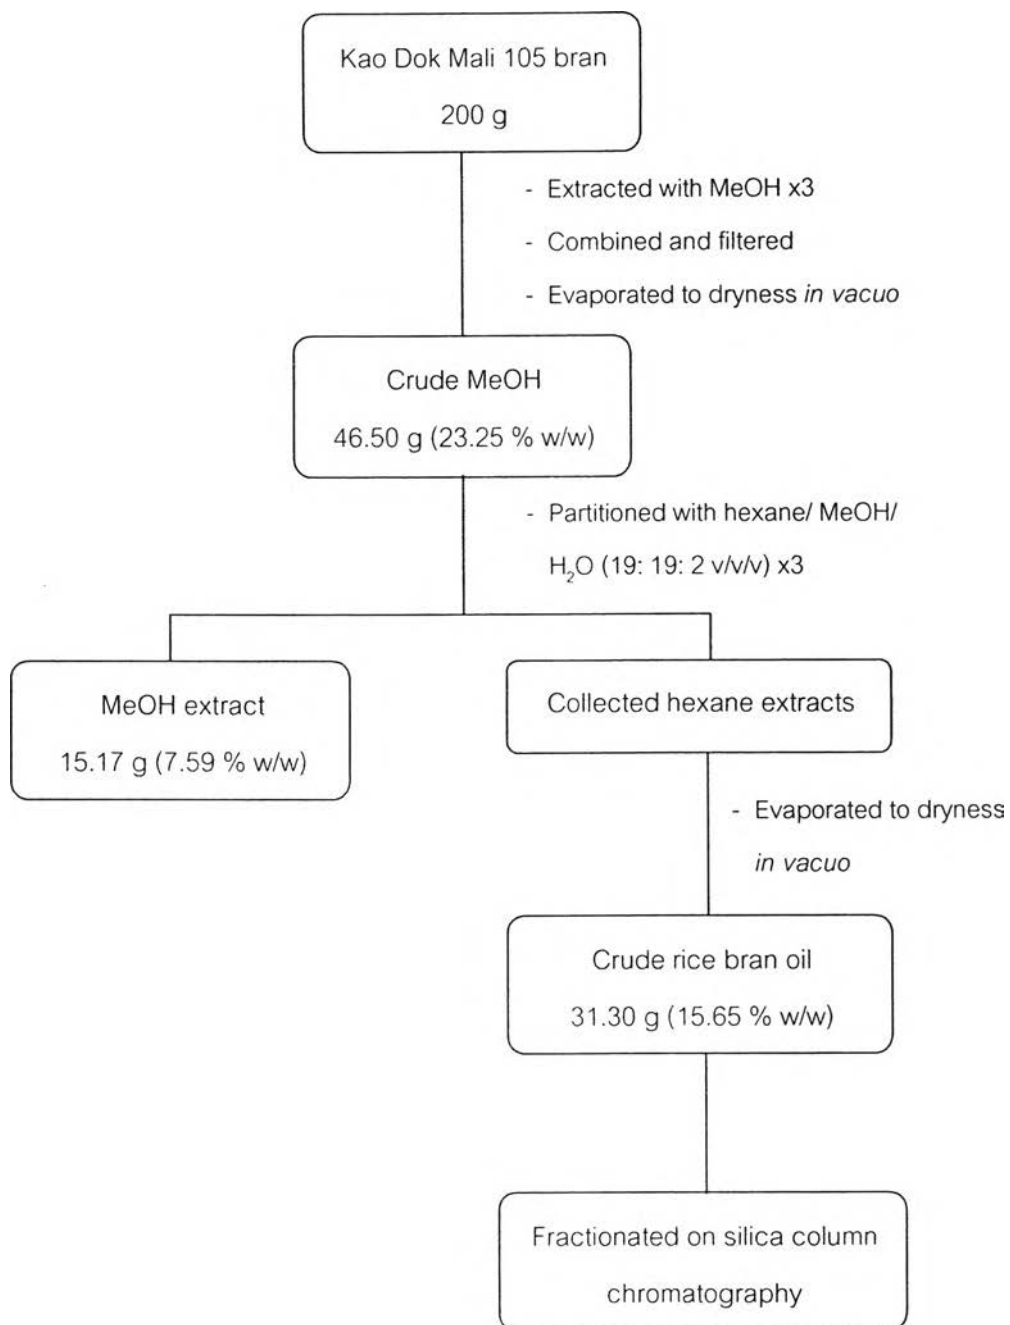 Kao Dok Mali 105 bran
200 g
- Extracted with MeOH x3
- Combined and filtered
- Evaporated to dryness in vacuo
Crude MeOH
46.50 g (23.25 % w/w)
- Partitioned with hexane/ MeOH/
H₂O (19: 19: 2 v/v/v) x3
MeOH extract
15.17 g (7.59 % w/w)
Collected hexane extracts
- Evaporated to dryness
in vacuo
Crude rice bran oil
31.30 g (15.65 % w/w)
Fractionated on silica column
chromatography